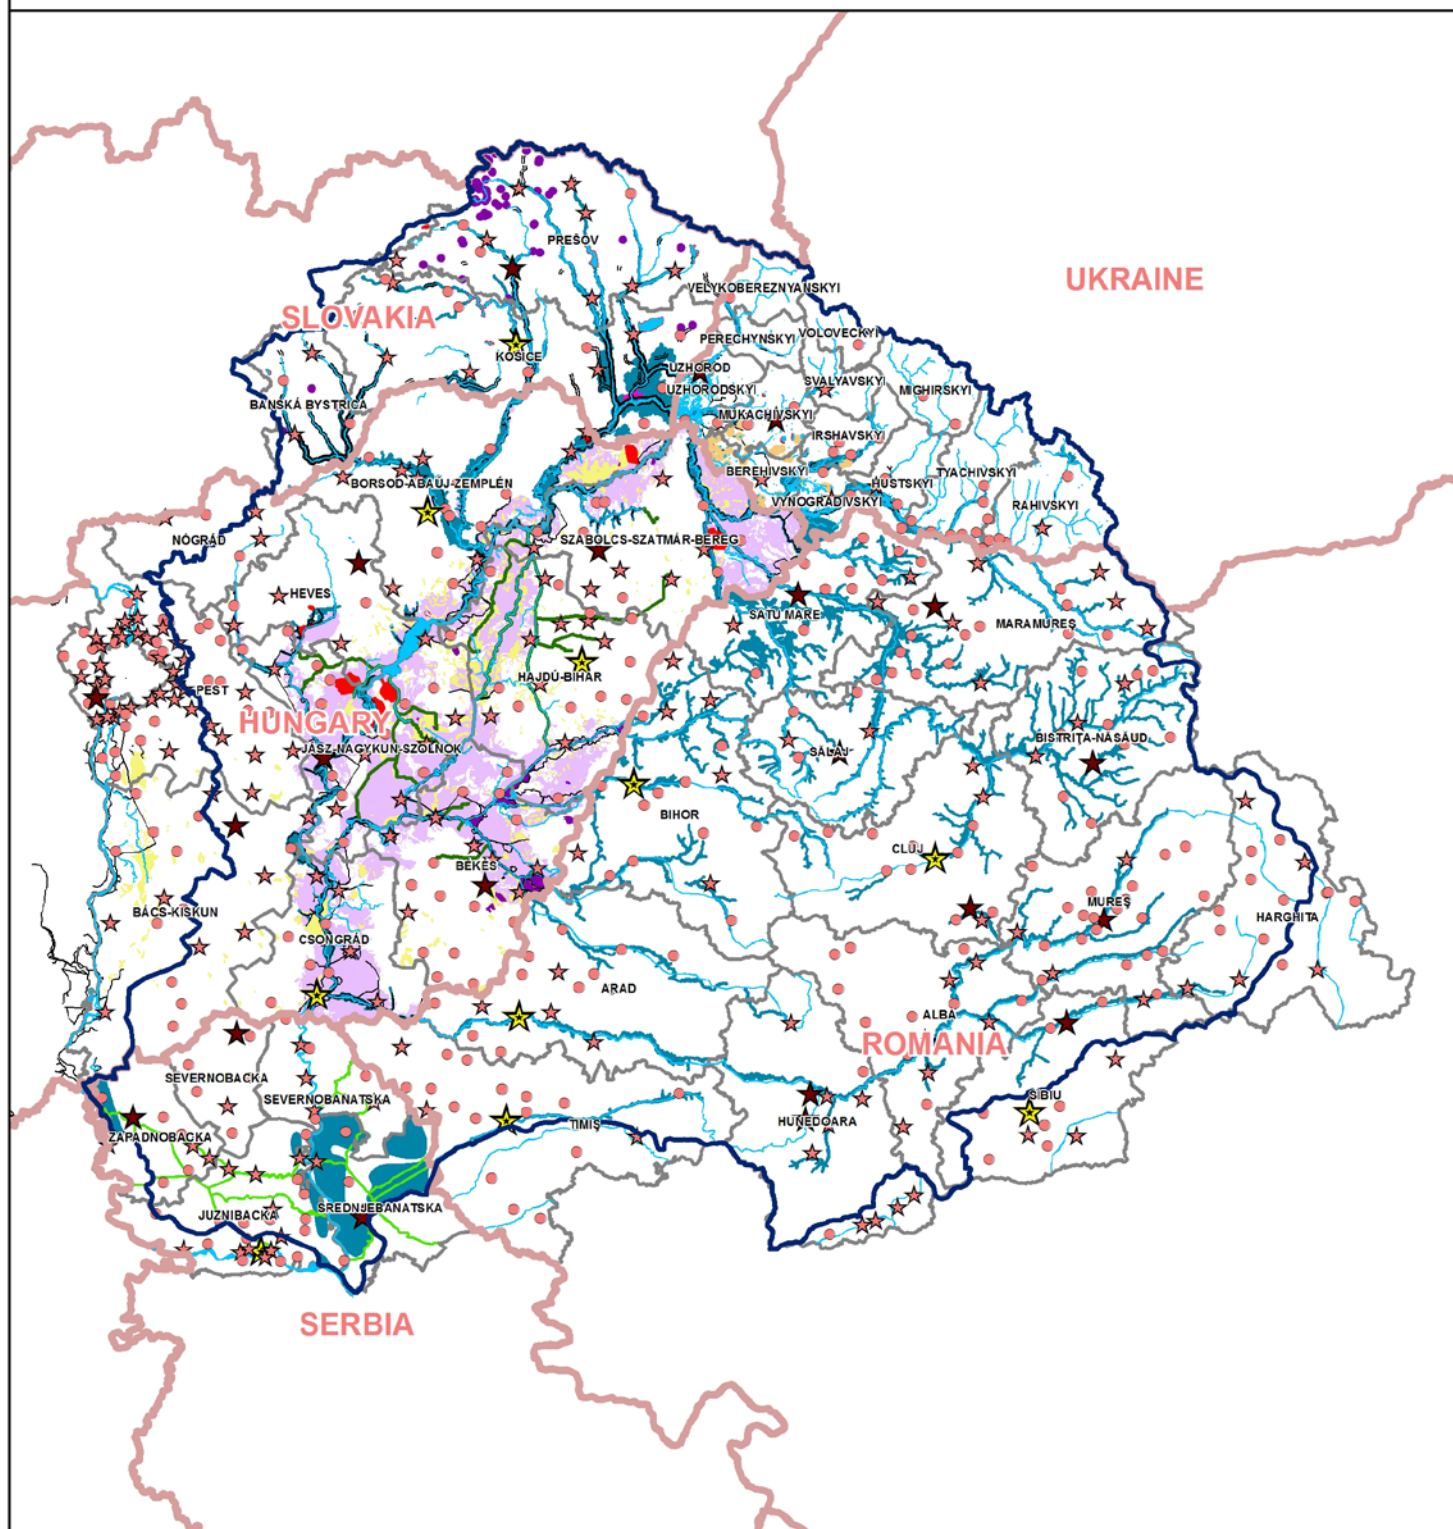 PREŠOV
UKRAINE
VELYKOBEREZNYANSKYI
SLOVAKIA
PERECHYNSKYI
VOLOVECKYI
KOŠICE
UZHOROD
UZHORODSKYI
SVALYAVSKYI
MIGHIRSKYI
BANSKÁ BYSTRICA
MUKACHIVSKYI
IRSHAVSKYI
BEREHIVSKYI
TYACHIVSKYI
BORSOD-ABAÚJ-ZEMPLÉN
HUSTSKYI
VYNOGRADIVSKYI
RAHIVSKYI
NÓGRÁD
SZABOLCS-SZATMÁR-BEREG
HEVES
SATU MARE
MARAMUREŞ
HAJDÚ-BIHAR
PEST
HUNGARY
JÁSZ-NAGYKUN-SZOLNOK
SĂLAJ
BISTRIŢA-NĂSĂUD
BIHOR
CLUJ
BÉKÉS
MUREŞ
BÁCS-KISKUN
HARGHITA
CSONGRÁD
ARAD
ALBA
ROMANIA
SEVERNOBACKA
SEVERNOBANATSKA
SIBIU
ZAPADNOBACKA
TIMIŞ
HUNEDOARA
JUZNIBACKA
SREDNJEBANATSKA
SERBIA